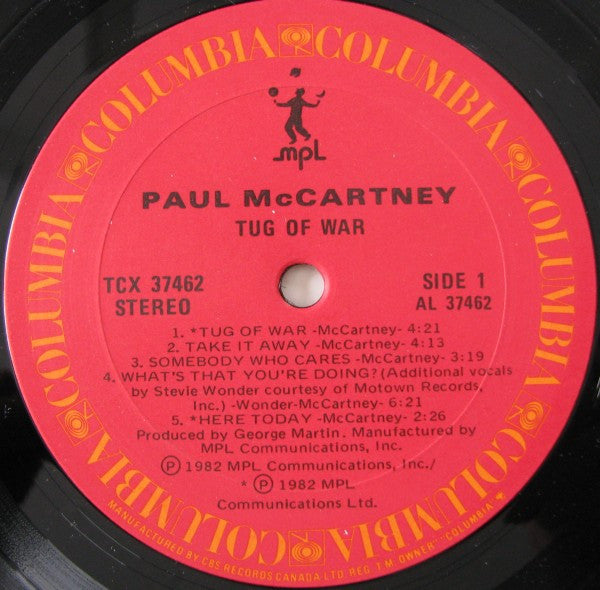 COLUMBIA COLUMBIA COLUMBIA COLUMBIA COLUMBIA COLUMBIA
mpl
PAUL McCARTNEY
TUG OF WAR
TCX 37462
STEREO
SIDE 1
AL 37462
1. *TUG OF WAR -McCartney- 4:21
2. TAKE IT AWAY -McCartney- 4:13
3. SOMEBODY WHO CARES -McCartney- 3:19
4. WHAT'S THAT YOU'RE DOING? (Additional vocals
by Stevie Wonder courtesy of Motown Records,
Inc.) -Wonder-McCartney- 6:21
5. *HERE TODAY -McCartney- 2:26
Produced by George Martin. Manufactured by
MPL Communications, Inc.
Ⓟ 1982 MPL Communications, Inc./
* Ⓟ 1982 MPL
Communications Ltd.
MANUFACTURED BY CBS RECORDS CANADA LTD/REG. T.M. OWNER "COLUMBIA"